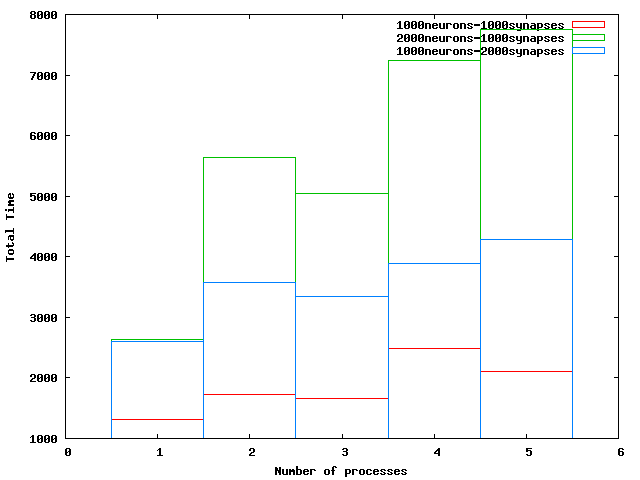 8000
7000
6000
5000
4000
3000
2000
1000
0 1 2 3 4 5 6
Total Time
Number of processes
1000neurons-1000synapses
2000neurons-1000synapses
1000neurons-2000synapses